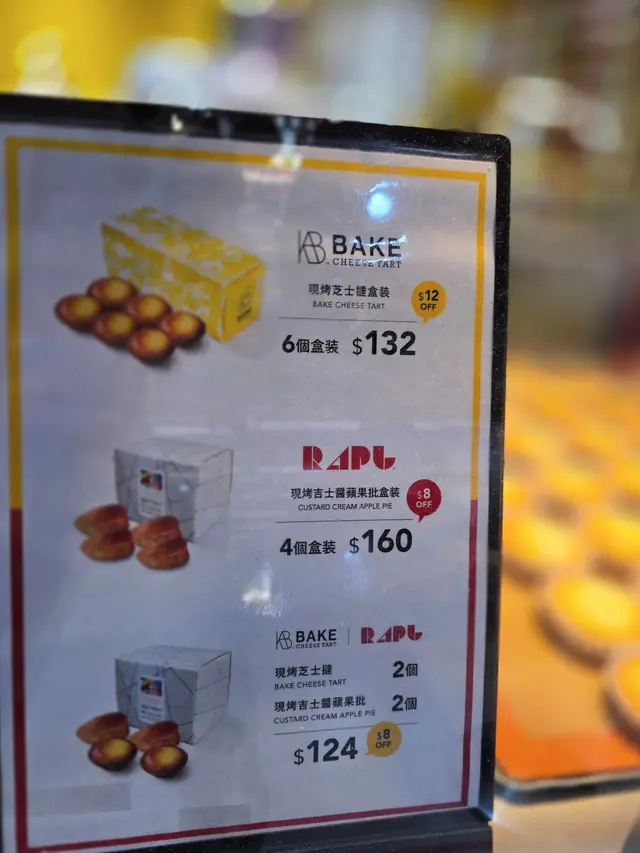 BAKE
CHEESE TART
現烤芝士撻盒装
BAKE CHEESE TART
$12
OFF
6個盒装 $132
RAPL
現烤吉士醬蘋果批盒装
CUSTARD CREAM APPLE PIE
$8
OFF
4個盒装 $160
BAKE
CHEESE TART
RAPL
現烤芝士撻 2個
BAKE CHEESE TART
現烤吉士醬蘋果批 2個
CUSTARD CREAM APPLE PIE
$124
$8
OFF